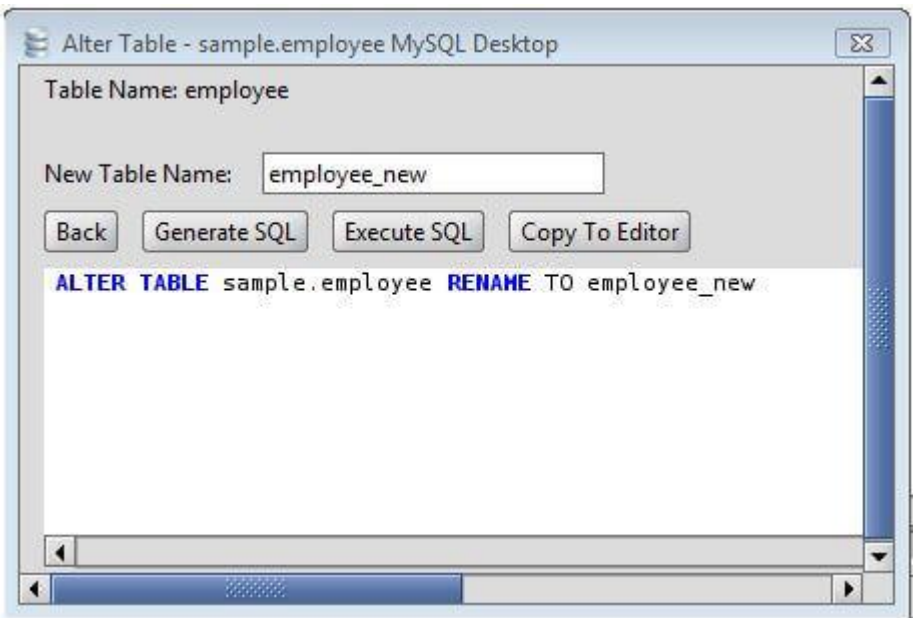 Alter Table - sample.employee MySQL Desktop
Table Name: employee
New Table Name: employee_new
Back Generate SQL Execute SQL Copy To Editor
ALTER TABLE sample.employee RENAME TO employee_new